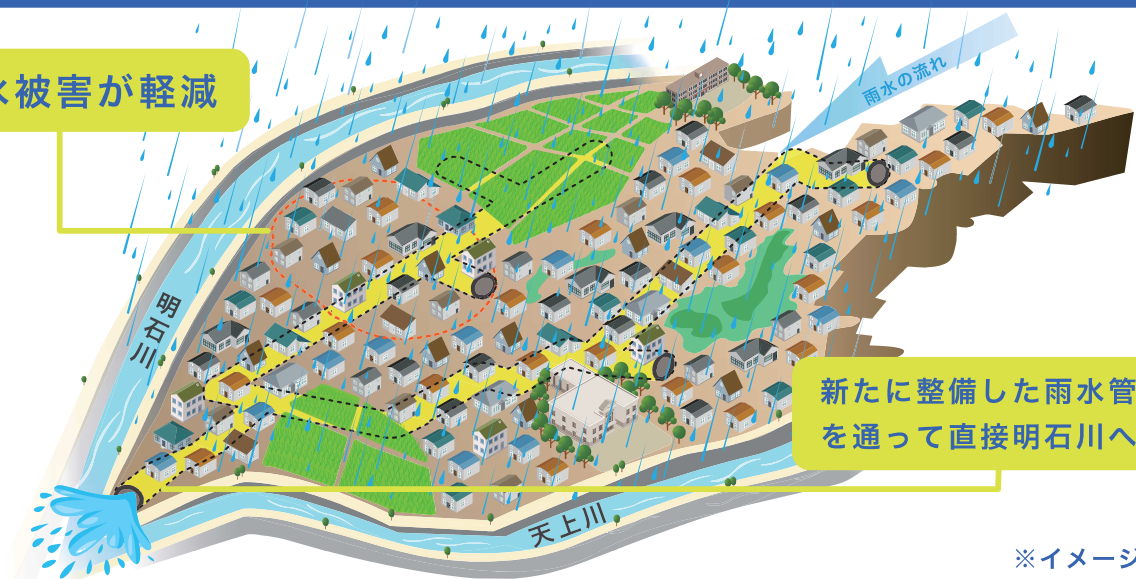 水被害が軽減
雨水の流れ
明石川
新たに整備した雨水管
を通って直接明石川へ
天上川
※イメージ